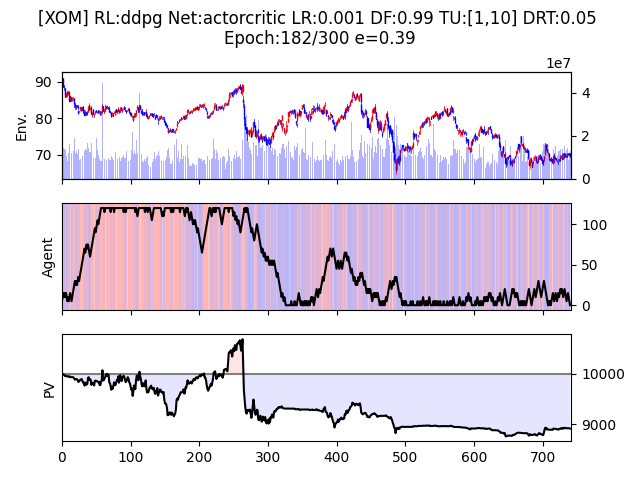 [XOM] RL:ddpg Net:actorcritic LR:0.001 DF:0.99 TU:[1,10] DRT:0.05
Epoch:182/300 e=0.39
1e7
90
80
70
Env.
4
2
0
Agent
100
50
0
PV
10000
9000
0 100 200 300 400 500 600 700